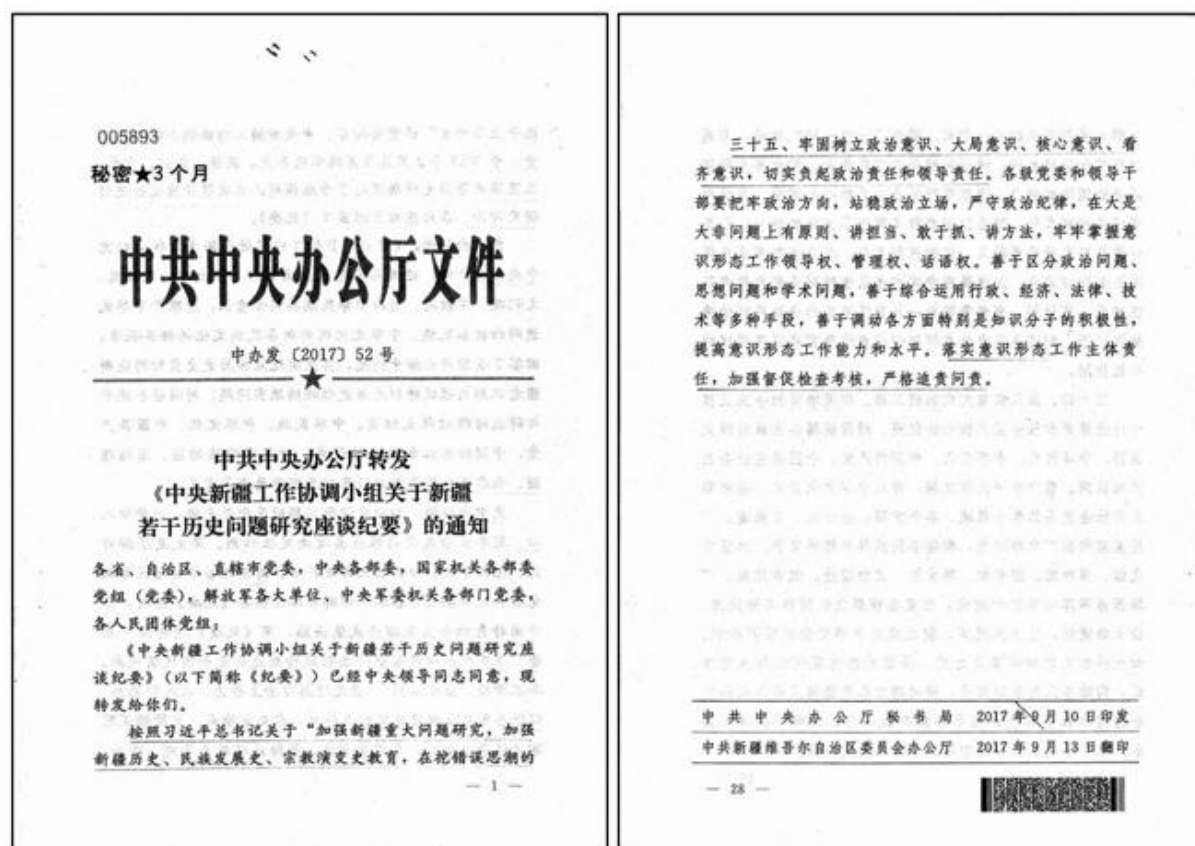 005893
秘密★3个月
中共中央办公厅文件
中办发〔2017〕52号
中共中央办公厅转发
《中央新疆工作协调小组关于新疆
若干历史问题研究座谈纪要》的通知
各省、自治区、直辖市党委，中央各部委，国家机关各部委
党组（党委），解放军各大单位、中央军委机关各部门党委，
各人民团体党组：
《中央新疆工作协调小组关于新疆若干历史问题研究座
谈纪要》（以下简称《纪要》）已经中央领导同志同意，现
转发给你们。
按照习近平总书记关于“加强新疆重大问题研究，加强
新疆历史、民族发展史、宗教演变史教育，在挖错误思潮的
— 1 —
三十五、牢固树立政治意识、大局意识、核心意识、看
齐意识，切实负起政治责任和领导责任。各级党委和领导干
部要把牢政治方向，站稳政治立场，严守政治纪律，在大是
大非问题上有原则、讲担当、敢于抓、讲方法，牢牢掌握意
识形态工作领导权、管理权、话语权。善于区分政治问题、
思想问题和学术问题，善于综合运用行政、经济、法律、技
术等多种手段，善于调动各方面特别是知识分子的积极性，
提高意识形态工作能力和水平。落实意识形态工作主体责
任，加强督促检查考核，严格追责问责。
中共中央办公厅秘书局 2017年9月10日印发
中共新疆维吾尔自治区委员会办公厅 2017年9月13日翻印
— 28 —